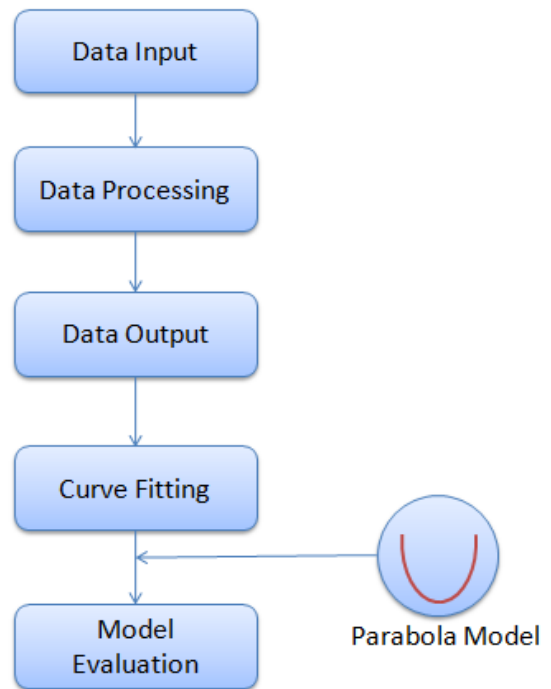 Data Input
Data Processing
Data Output
Curve Fitting
Model
Evaluation
Parabola Model